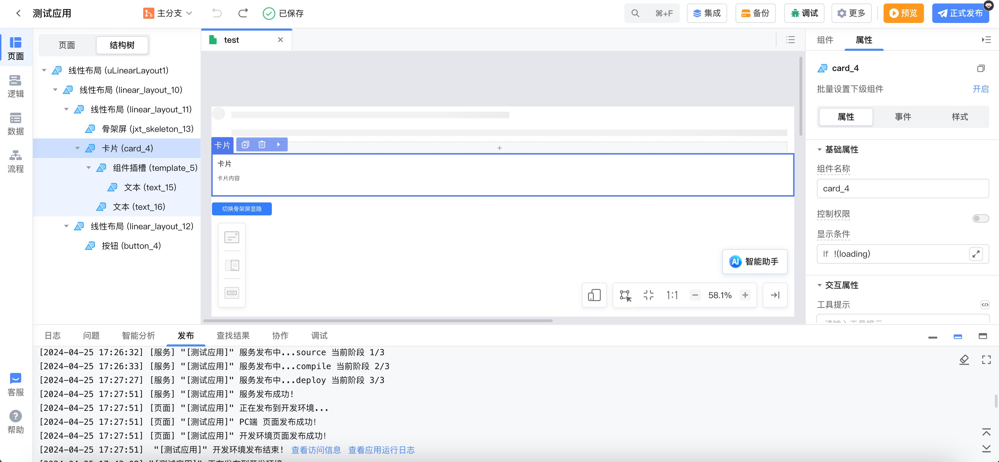 测试应用
主分支
已保存
⌘+F
集成
备份
调试
更多
预览
正式发布
页面
逻辑
数据
流程
客服
帮助
页面
结构树
线性布局 (uLinearLayout1)
线性布局 (linear_layout_10)
线性布局 (linear_layout_11)
骨架屏 (jxt_skeleton_13)
卡片 (card_4)
组件插槽 (template_5)
文本 (text_15)
文本 (text_16)
线性布局 (linear_layout_12)
按钮 (button_4)
test
卡片
卡片
卡片内容
切换骨架屏显隐
AI 智能助手
1:1
58.1%
组件
属性
card_4
批量设置下级组件
开启
属性
事件
样式
基础属性
组件名称
card_4
控制权限
显示条件
If !(loading)
交互属性
工具提示
请输入工具提示
日志
问题
智能分析
发布
查找结果
协作
调试
[2024-04-25 17:26:32] [服务] "[测试应用]" 服务发布中...source 当前阶段 1/3
[2024-04-25 17:26:33] [服务] "[测试应用]" 服务发布中...compile 当前阶段 2/3
[2024-04-25 17:27:27] [服务] "[测试应用]" 服务发布中...deploy 当前阶段 3/3
[2024-04-25 17:27:51] [服务] "[测试应用]" 服务发布成功!
[2024-04-25 17:27:51] [页面] "[测试应用]" 正在发布到开发环境...
[2024-04-25 17:27:51] [页面] "[测试应用]" PC端 页面发布成功!
[2024-04-25 17:27:51] [页面] "[测试应用]" 开发环境页面发布成功!
[2024-04-25 17:27:51] "[测试应用]" 开发环境发布结束! 查看访问信息 查看应用运行日志